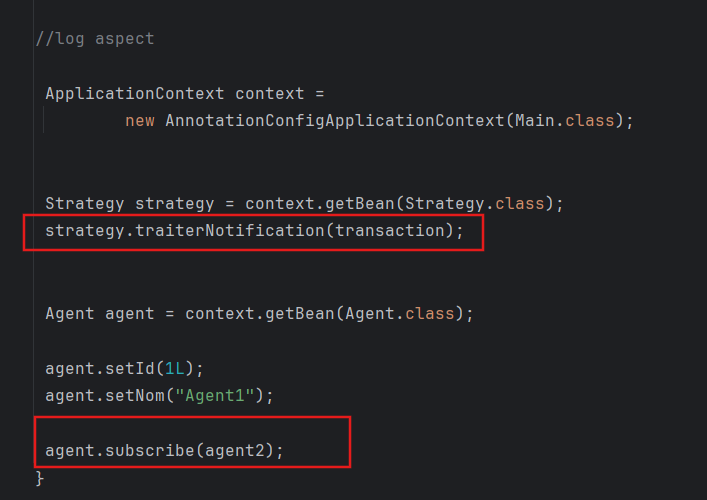 //log aspect
ApplicationContext context =
new AnnotationConfigApplicationContext(Main.class);
Strategy strategy = context.getBean(Strategy.class);
strategy.traiterNotification(transaction);
Agent agent = context.getBean(Agent.class);
agent.setId(1L);
agent.setNom("Agent1");
agent.subscribe(agent2);
}